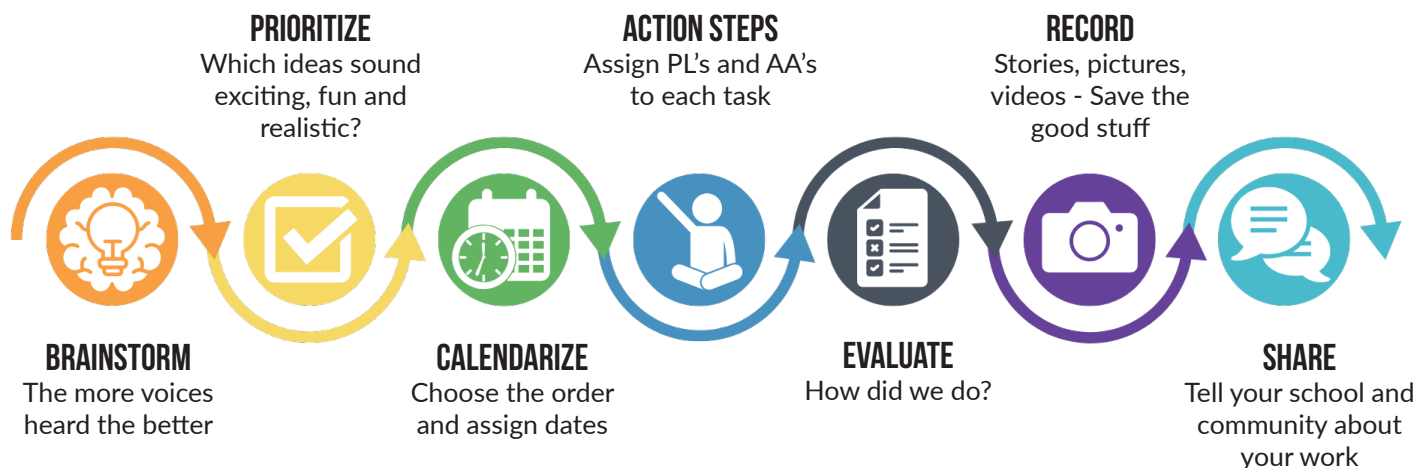 BRAINSTORM
The more voices
heard the better
PRIORITIZE
Which ideas sound
exciting, fun and
realistic?
CALENDARIZE
Choose the order
and assign dates
ACTION STEPS
Assign PL's and AA's
to each task
EVALUATE
How did we do?
RECORD
Stories, pictures,
videos - Save the
good stuff
SHARE
Tell your school and
community about
your work